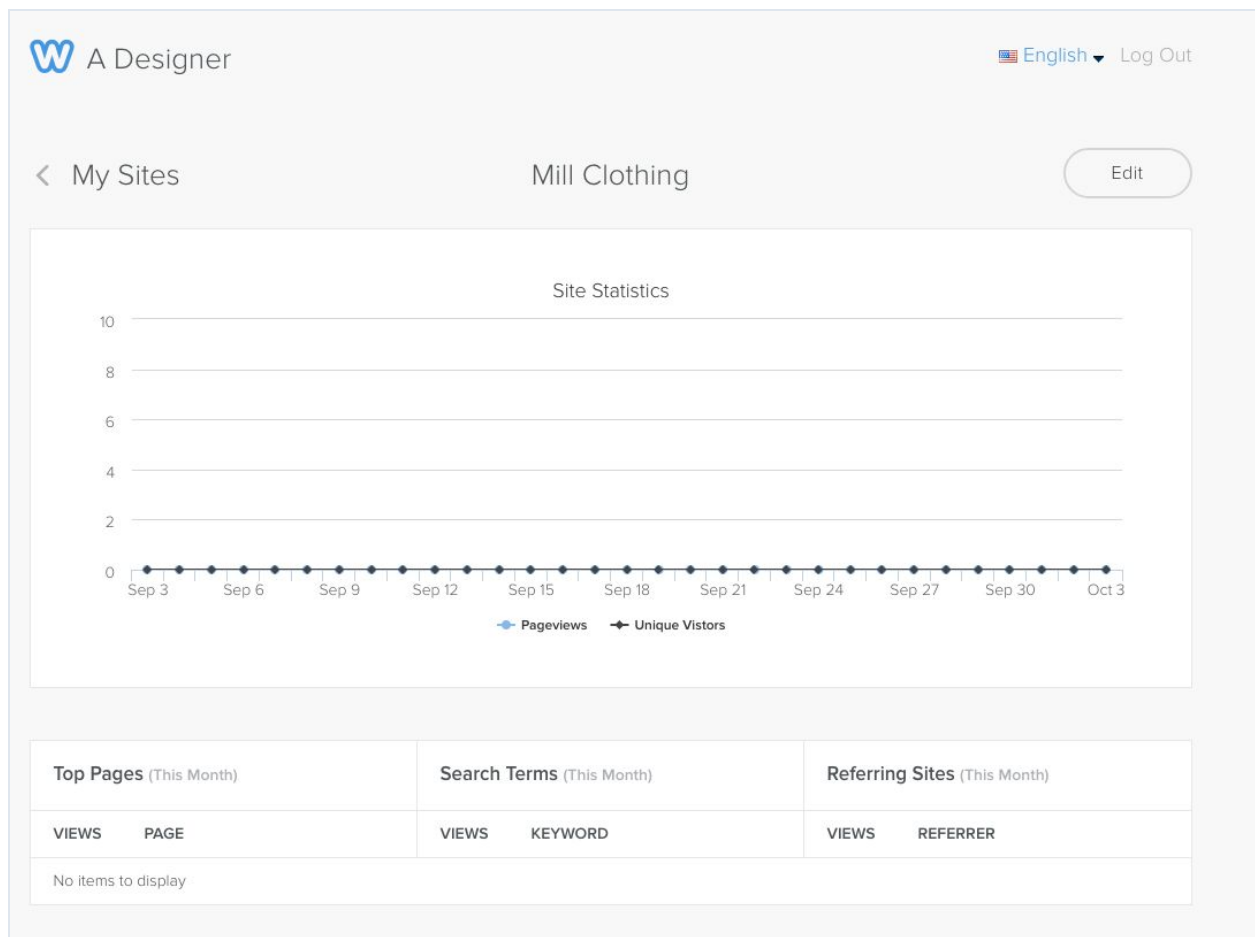 W A Designer
English Log Out
My Sites
Mill Clothing
Edit
Site Statistics
10
8
6
4
2
0
Sep 3 Sep 6 Sep 9 Sep 12 Sep 15 Sep 18 Sep 21 Sep 24 Sep 27 Sep 30 Oct 3
Pageviews Unique Vistors
Top Pages (This Month) Search Terms (This Month) Referring Sites (This Month)
VIEWS PAGE VIEWS KEYWORD VIEWS REFERRER
No items to display